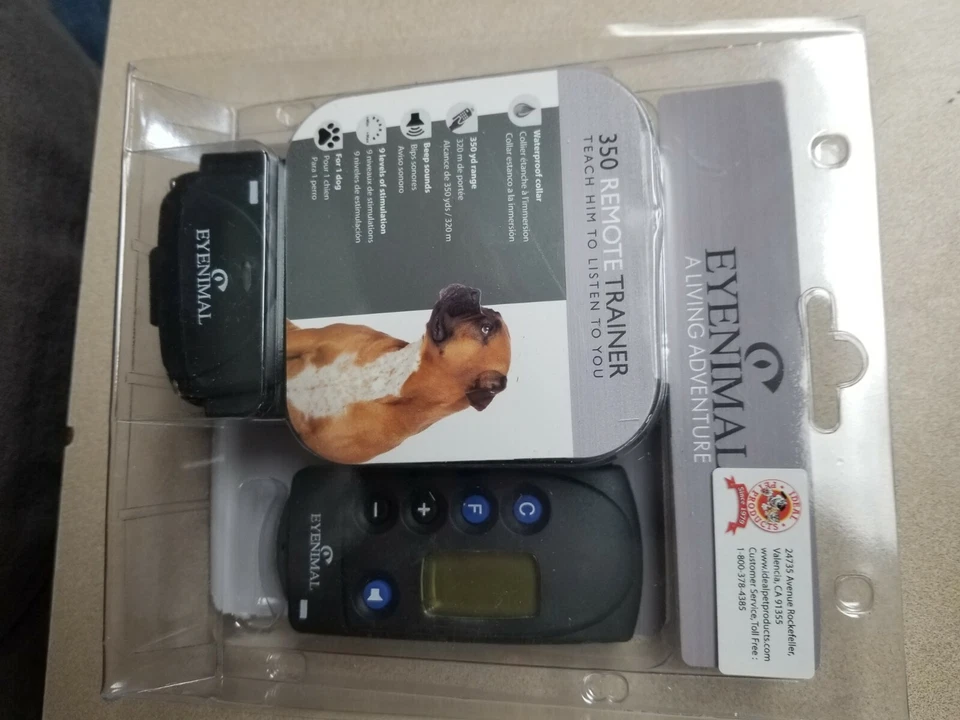 EYENIMAL
A LIVING ADVENTURE
IDEAL
PET
PRODUCTS
Since 1979
24735 Avenue Rockefeller,
Valencia, CA 91355
www.idealpetproducts.com
Customer Service, Toll Free :
1-800-378-4385
350 REMOTE TRAINER
TEACH HIM TO LISTEN TO YOU
Waterproof collar
Collier étanche à l'immersion
Collar estanco a la inmersión
350 yd range
320 m de portée
Alcance de 350 yds / 320 m
Beep sounds
Bips sonores
Aviso sonoro
9 levels of stimulation
9 niveaux de stimulations
9 niveles de estimulación
For 1 dog
Pour 1 chien
Para 1 perro
C
F
+
−
EYENIMAL
EYENIMAL